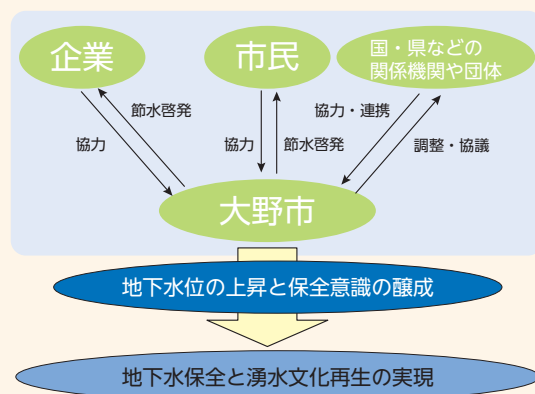 企業
市民
国・県などの
関係機関や団体
節水啓発
協力
協力
節水啓発
協力・連携
調整・協議
大野市
地下水位の上昇と保全意識の醸成
地下水保全と湧水文化再生の実現